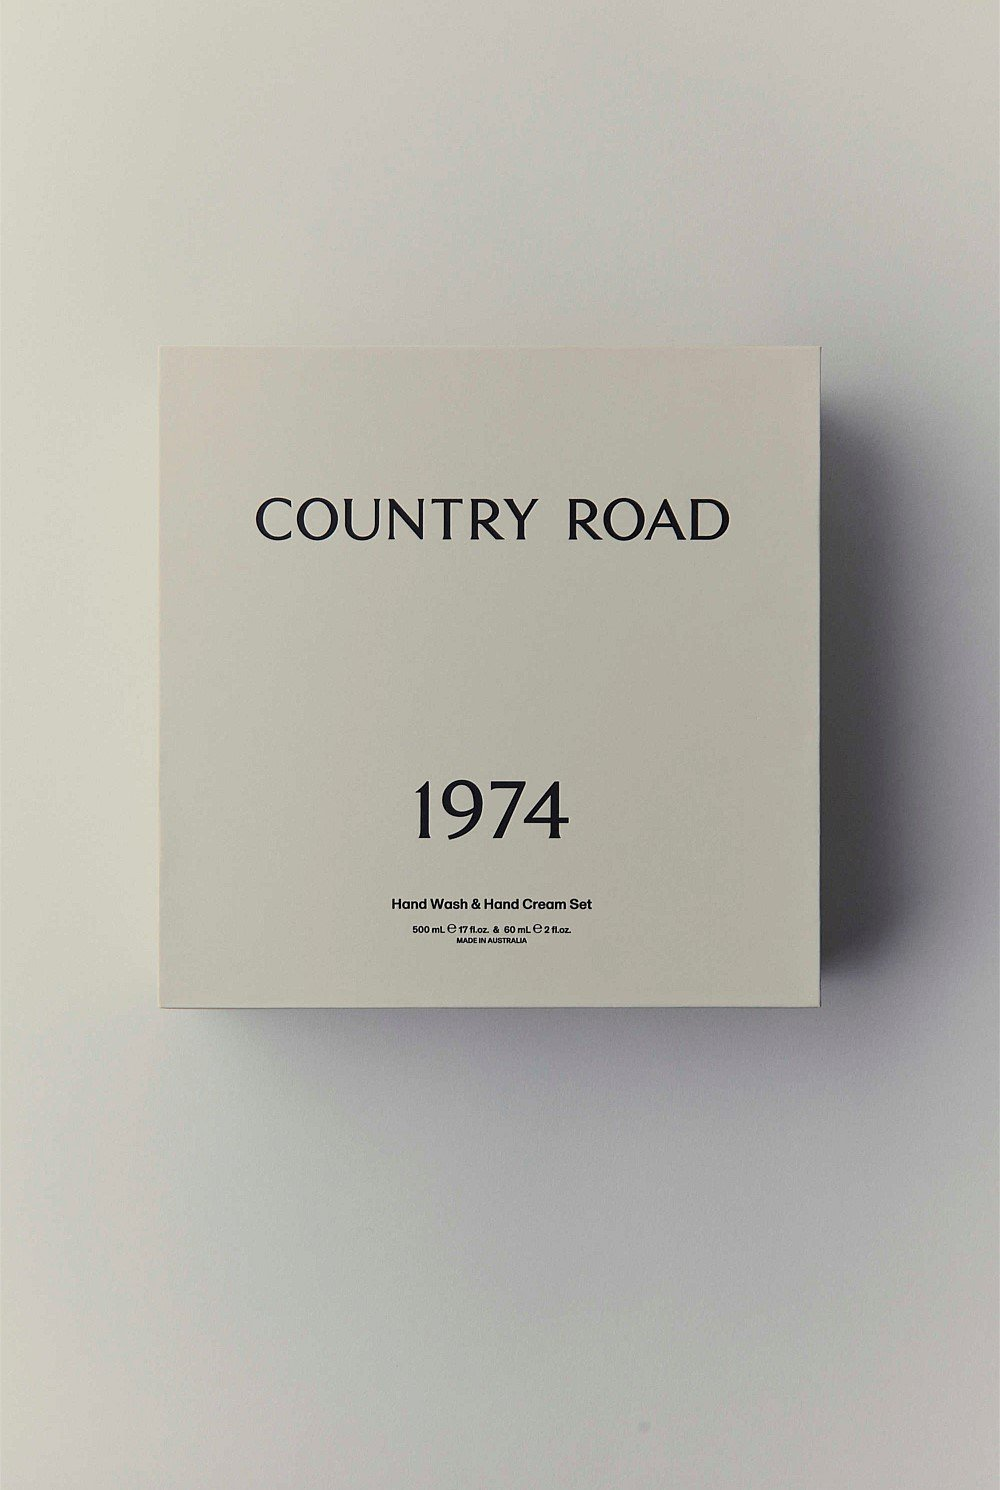 COUNTRY ROAD
1974
Hand Wash & Hand Cream Set
500 mL ℮ 17 fl.oz. & 60 mL ℮ 2 fl.oz.
MADE IN AUSTRALIA